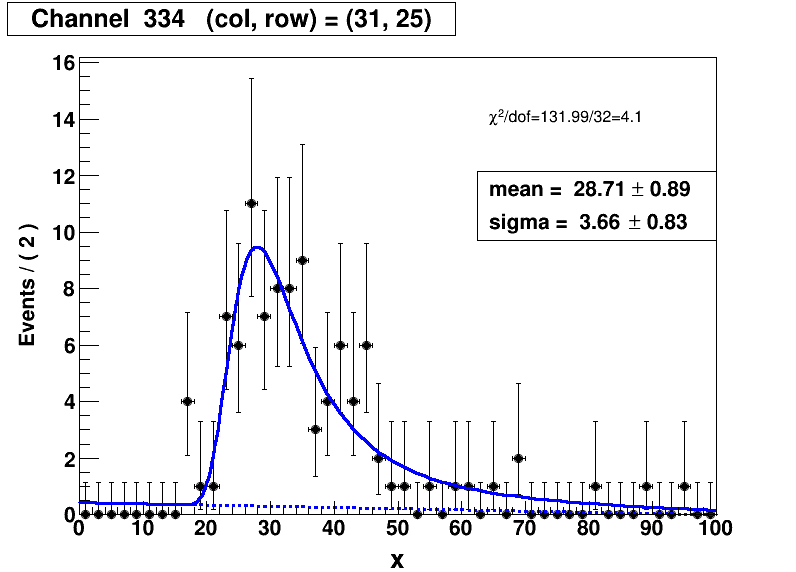 Channel 334 (col, row) = (31, 25)
χ²/dof=131.99/32=4.1
mean = 28.71 ± 0.89
sigma = 3.66 ± 0.83
Events / ( 2 )
16
14
12
10
8
6
4
2
0
0 10 20 30 40 50 60 70 80 90 100
x